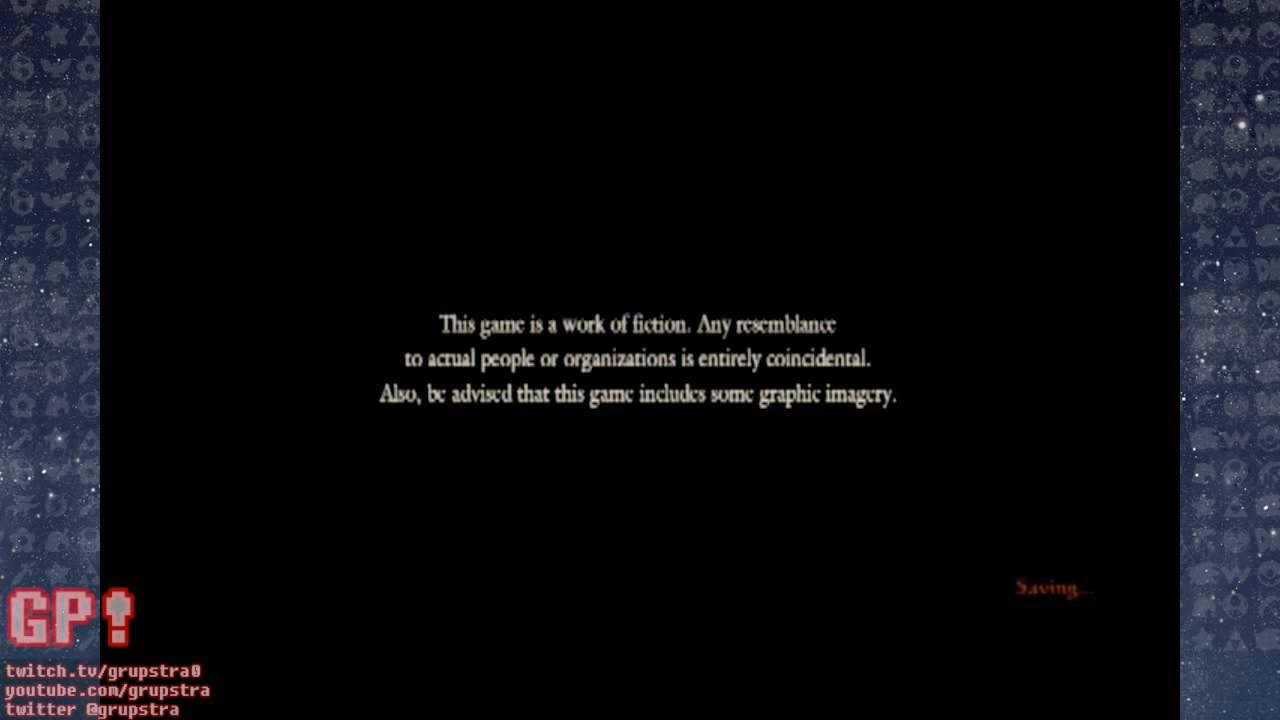 This game is a work of fiction. Any resemblance
to actual people or organizations is entirely coincidental.
Also, be advised that this game includes some graphic imagery.
Saving...
GP!
twitch.tv/grupstra0
youtube.com/grupstra
twitter @grupstra